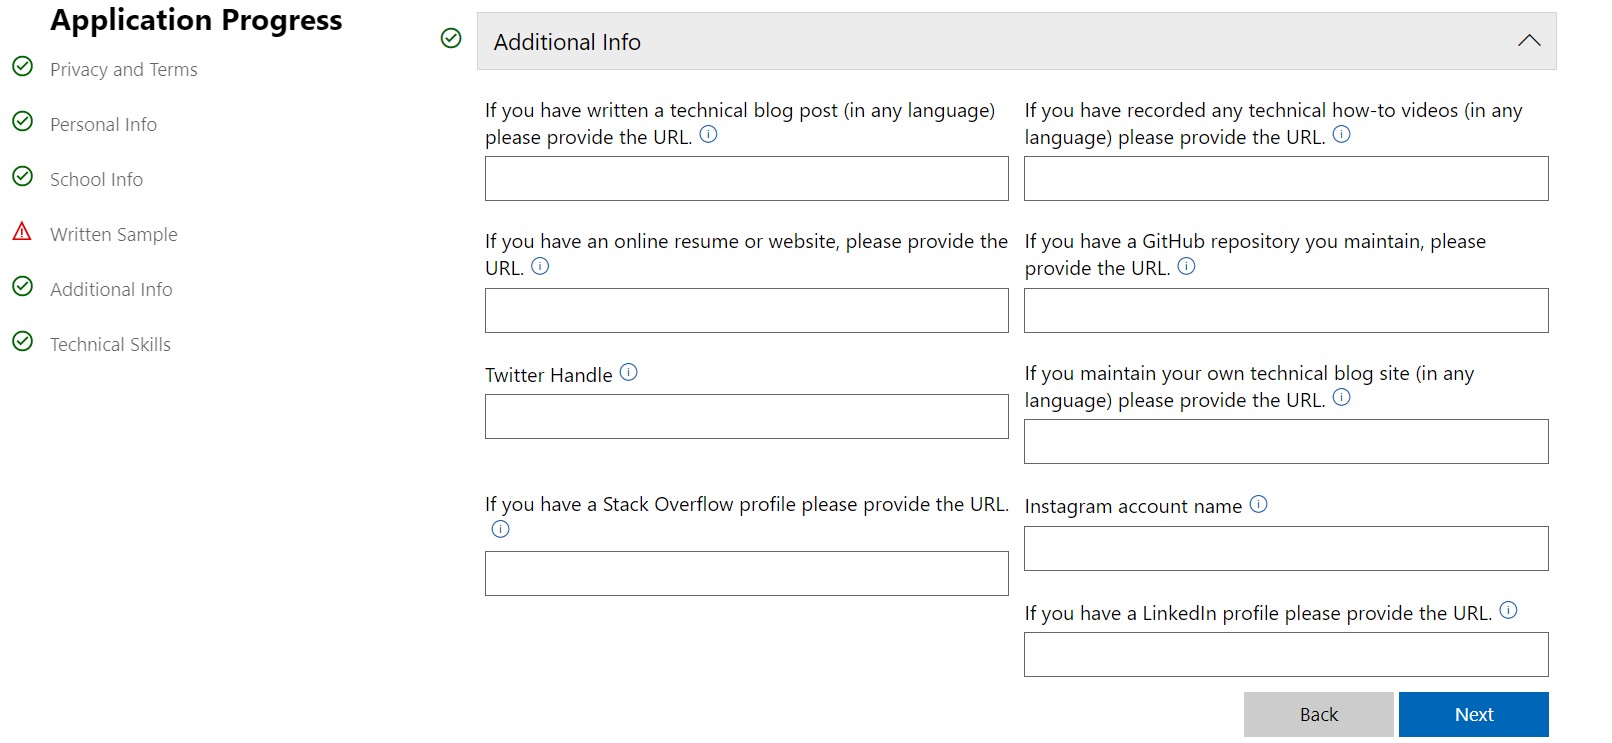 Application Progress
Privacy and Terms
Personal Info
School Info
Written Sample
Additional Info
Technical Skills
Additional Info
If you have written a technical blog post (in any language)
please provide the URL.
If you have recorded any technical how-to videos (in any
language) please provide the URL.
If you have an online resume or website, please provide the
URL.
If you have a GitHub repository you maintain, please
provide the URL.
Twitter Handle
If you maintain your own technical blog site (in any
language) please provide the URL.
If you have a Stack Overflow profile please provide the URL.
Instagram account name
If you have a LinkedIn profile please provide the URL.
Back
Next